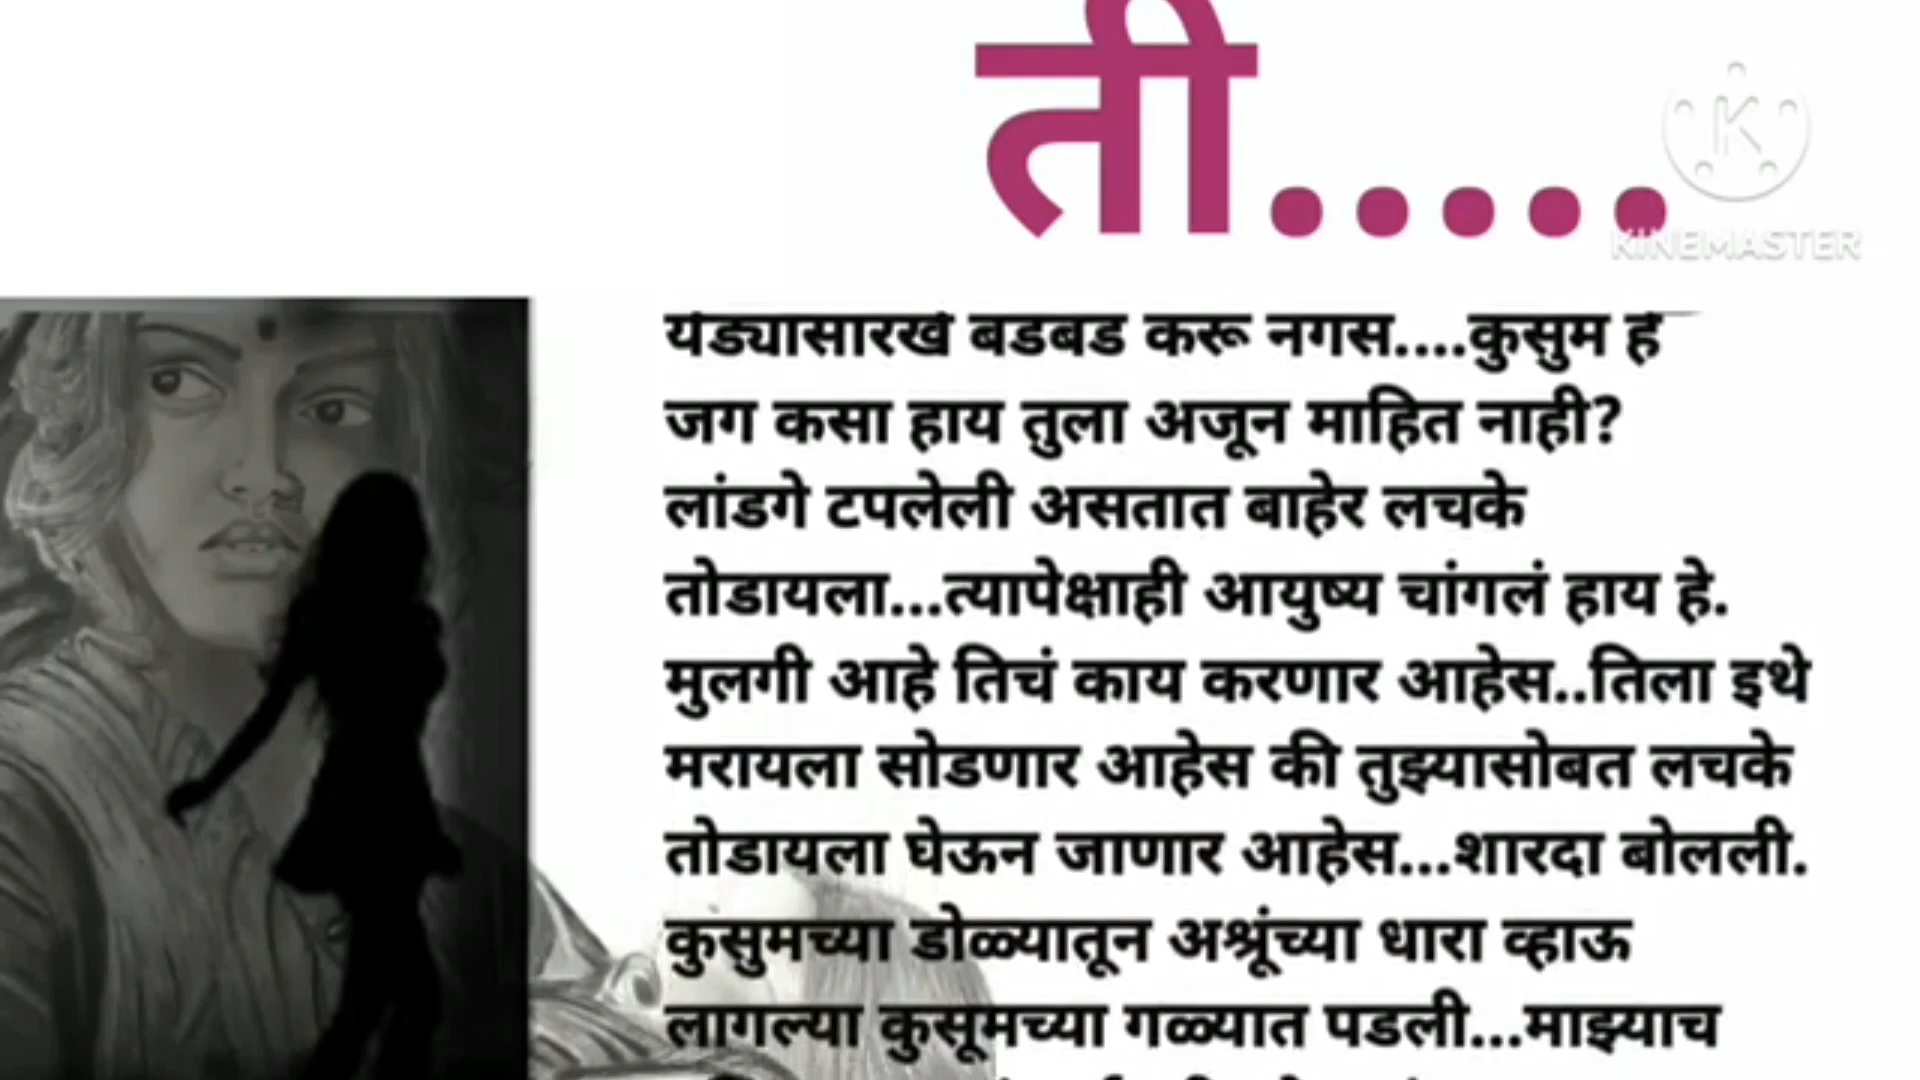 ती.....
KINEMASTER
येड्यासारखे बडबड करू नगस....कुसुम हे
जग कसा हाय तुला अजून माहित नाही?
लांडगे टपलेली असतात बाहेर लचके
तोडायला...त्यापेक्षाही आयुष्य चांगलं हाय हे.
मुलगी आहे तिचं काय करणार आहेस..तिला इथे
मरायला सोडणार आहेस की तुझ्यासोबत लचके
तोडायला घेऊन जाणार आहेस...शारदा बोलली.
कुसुमच्या डोळ्यातून अश्रूंच्या धारा व्हाऊ
लागल्या कुसूमच्या गळ्यात पडली...माझ्याच